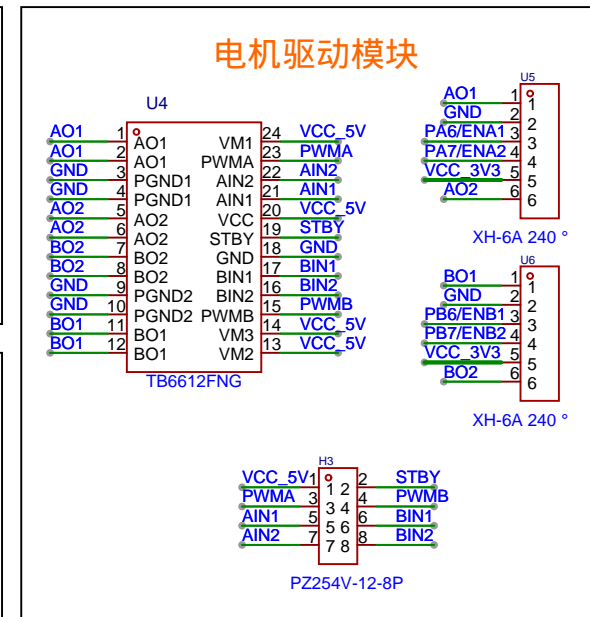 电机驱动模块
U4
AO1 1 AO1 VM1 24 VCC_5V
AO1 2 AO1 PWMA 23 PWMA
GND 3 PGND1 AIN2 22 AIN2
GND 4 PGND1 AIN1 21 AIN1
AO2 5 AO2 VCC 20 VCC_5V
AO2 6 AO2 STBY 19 STBY
BO2 7 BO2 GND 18 GND
BO2 8 BO2 BIN1 17 BIN1
GND 9 PGND2 BIN2 16 BIN2
GND 10 PGND2 PWMB 15 PWMB
BO1 11 BO1 VM3 14 VCC_5V
BO1 12 BO1 VM2 13 VCC_5V
TB6612FNG
U5
AO1 1 1
GND 2 2
PA6/ENA1 3 3
PA7/ENA2 4 4
VCC_3V3 5 5
AO2 6 6
XH-6A 240 °
U6
BO1 1 1
GND 2 2
PB6/ENB1 3 3
PB7/ENB2 4 4
VCC_3V3 5 5
BO2 6 6
XH-6A 240 °
H3
VCC_5V 1 1 2 2 STBY
PWMA 3 3 4 4 PWMB
AIN1 5 5 6 6 BIN1
AIN2 7 7 8 8 BIN2
PZ254V-12-8P